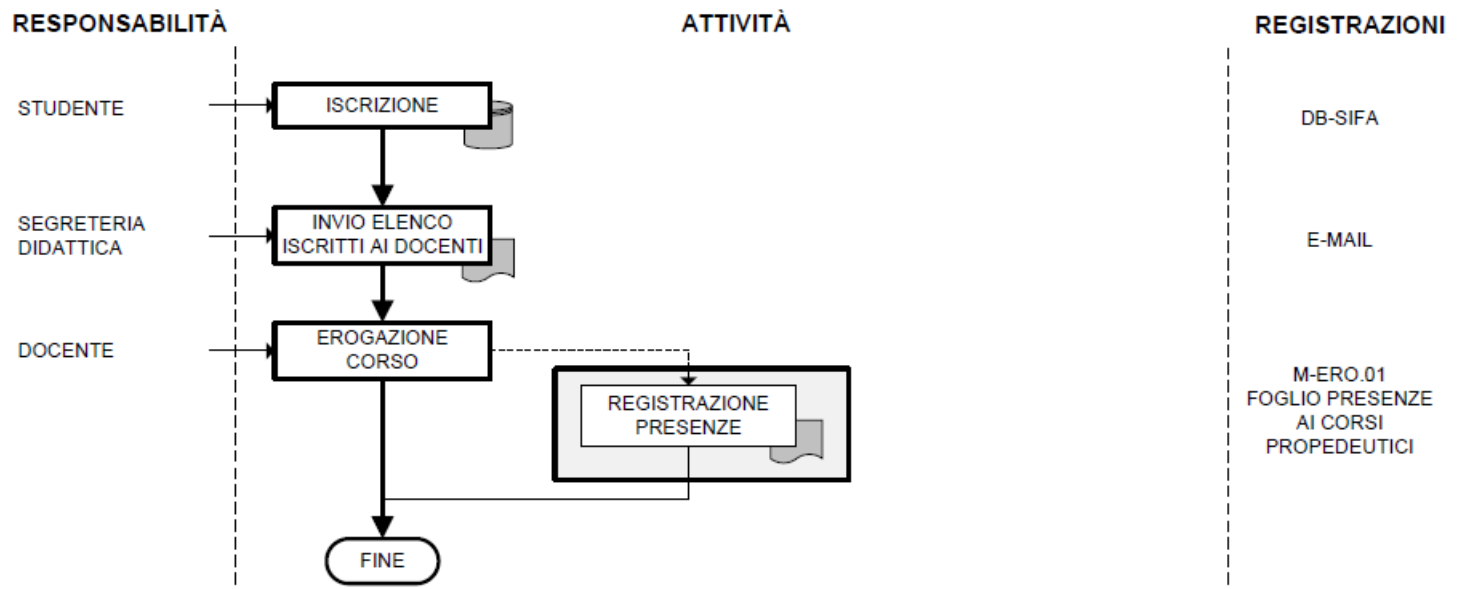 RESPONSABILITÀ
ATTIVITÀ
REGISTRAZIONI
STUDENTE
ISCRIZIONE
DB-SIFA
SEGRETERIA
DIDATTICA
INVIO ELENCO
ISCRITTI AI DOCENTI
E-MAIL
DOCENTE
EROGAZIONE
CORSO
REGISTRAZIONE
PRESENZE
M-ERO.01
FOGLIO PRESENZE
AI CORSI
PROPEDEUTICI
FINE